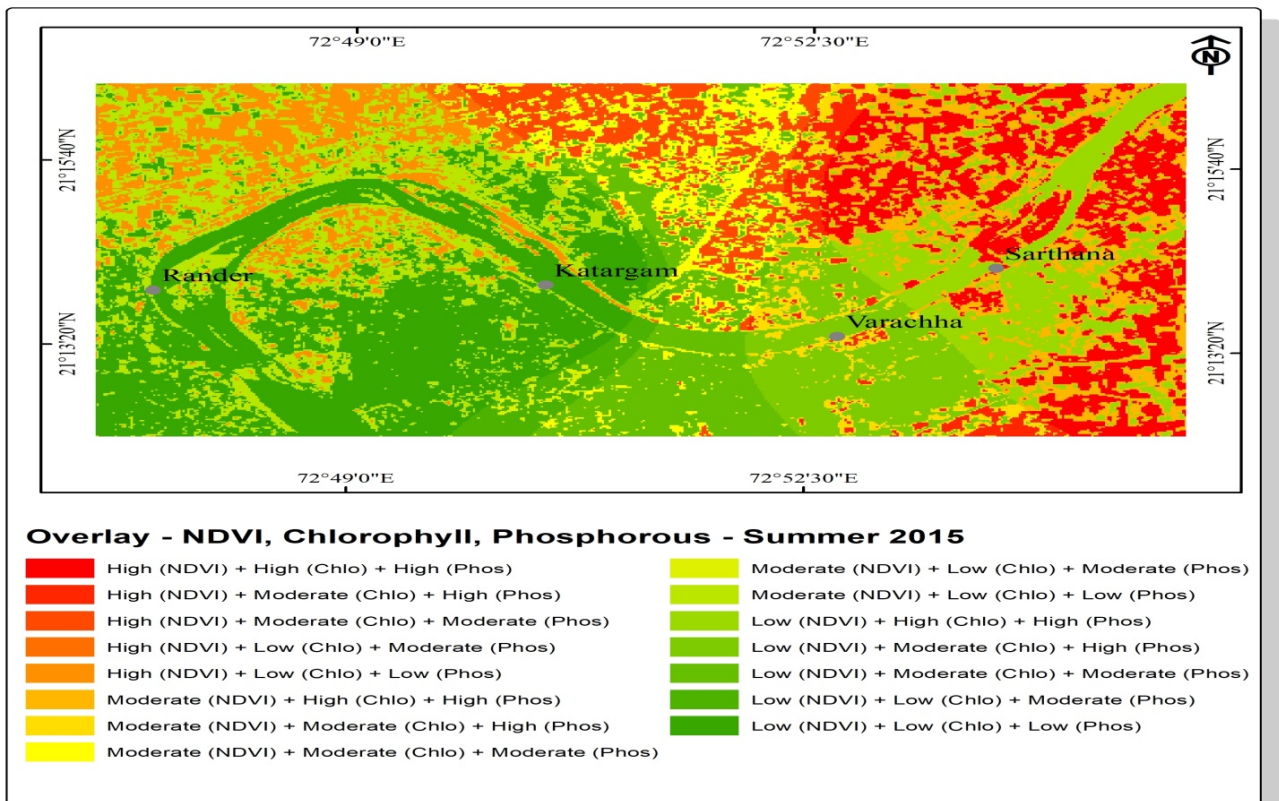 72°49'0"E 72°52'30"E
N
21°15'40"N 21°15'40"N
Rander Katargam Sarthana
Varachha
21°13'20"N 21°13'20"N
72°49'0"E 72°52'30"E
Overlay - NDVI, Chlorophyll, Phosphorous - Summer 2015
High (NDVI) + High (Chlo) + High (Phos)
High (NDVI) + Moderate (Chlo) + High (Phos)
High (NDVI) + Moderate (Chlo) + Moderate (Phos)
High (NDVI) + Low (Chlo) + Moderate (Phos)
High (NDVI) + Low (Chlo) + Low (Phos)
Moderate (NDVI) + High (Chlo) + High (Phos)
Moderate (NDVI) + Moderate (Chlo) + High (Phos)
Moderate (NDVI) + Moderate (Chlo) + Moderate (Phos)
Moderate (NDVI) + Low (Chlo) + Moderate (Phos)
Moderate (NDVI) + Low (Chlo) + Low (Phos)
Low (NDVI) + High (Chlo) + High (Phos)
Low (NDVI) + Moderate (Chlo) + High (Phos)
Low (NDVI) + Moderate (Chlo) + Moderate (Phos)
Low (NDVI) + Low (Chlo) + Moderate (Phos)
Low (NDVI) + Low (Chlo) + Low (Phos)